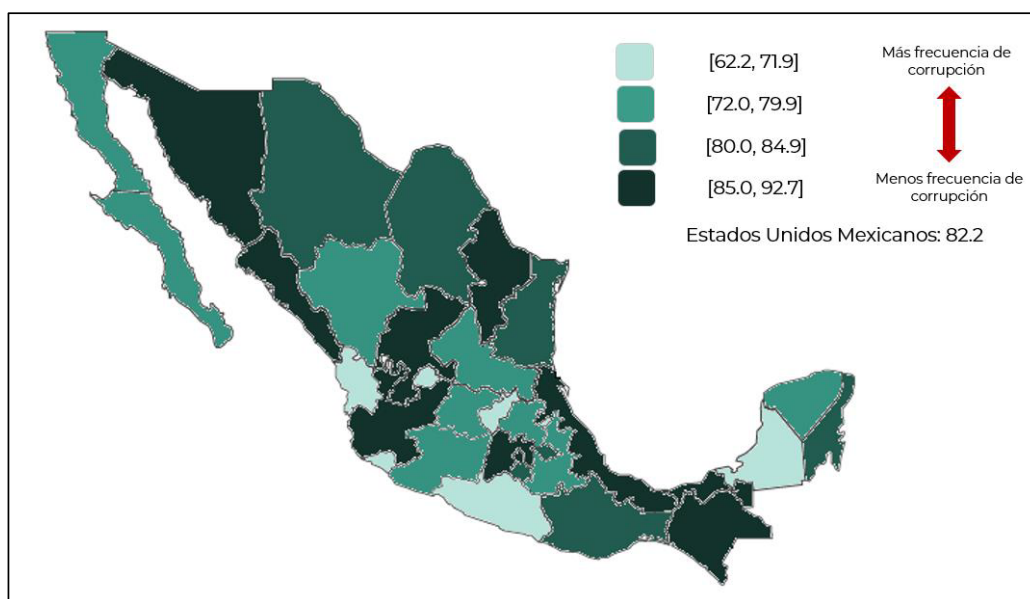 [62.2, 71.9]
[72.0, 79.9]
[80.0, 84.9]
[85.0, 92.7]
Más frecuencia de
corrupción
Menos frecuencia de
corrupción
Estados Unidos Mexicanos: 82.2